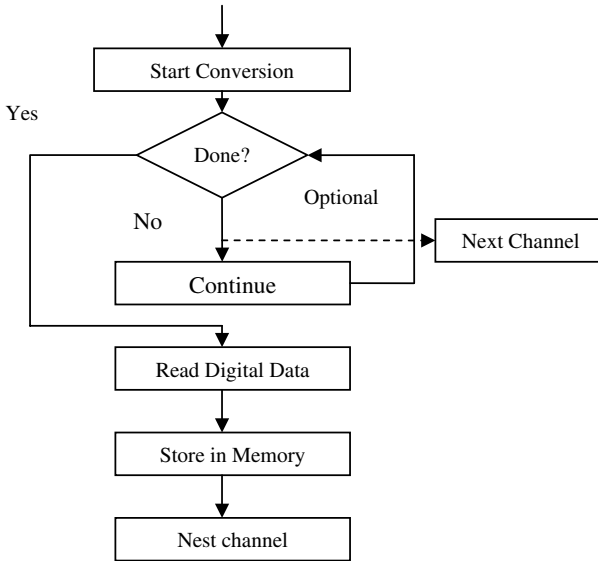 Start Conversion
Yes
Done?
Optional
No
Next Channel
Continue
Read Digital Data
Store in Memory
Nest channel